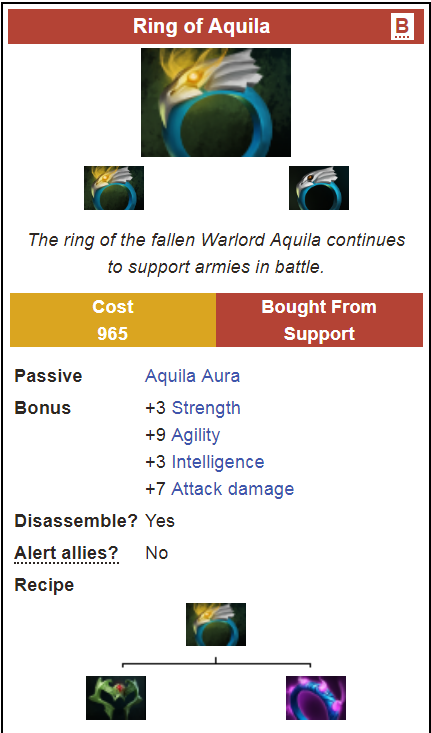 Ring of Aquila B
The ring of the fallen Warlord Aquila continues
to support armies in battle.
Cost Bought From
965 Support
Passive Aquila Aura
Bonus +3 Strength
+9 Agility
+3 Intelligence
+7 Attack damage
Disassemble? Yes
Alert allies? No
Recipe